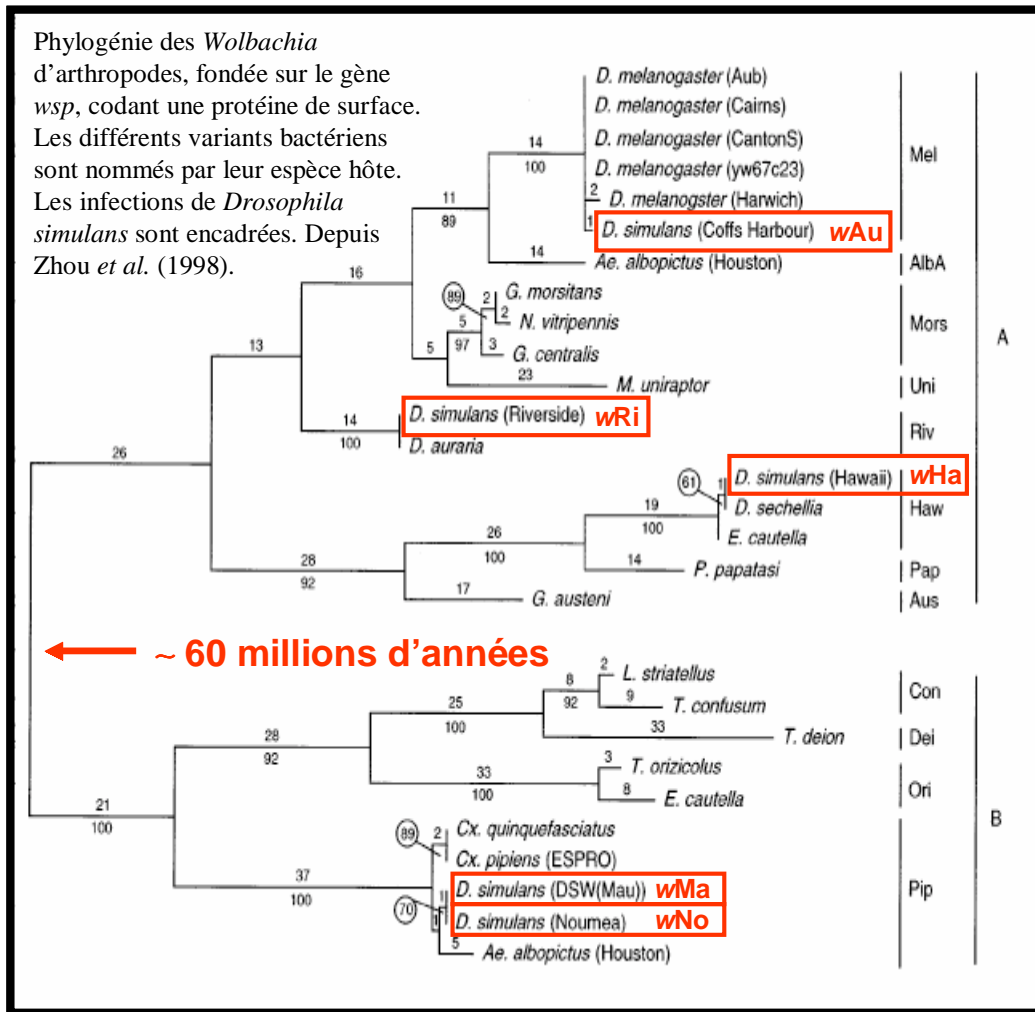 Phylogénie des Wolbachia
d'arthropodes, fondée sur le gène
wsp, codant une protéine de surface.
Les différents variants bactériens
sont nommés par leur espèce hôte.
Les infections de Drosophila
simulans sont encadrées. Depuis
Zhou et al. (1998).
D. melanogaster (Aub)
D. melanogaster (Cairns)
D. melanogaster (CantonS)
14
100
D. melanogaster (yw67c23)
Mel
2
D. melanogster (Harwich)
11
89
1
D. simulans (Coffs Harbour) wAu
14
Ae. albopictus (Houston)
AlbA
16
89
2
G. morsitans
2
N. vitripennis
5
97
3
G. centralis
Mors
A
13
5
23
M. uniraptor
Uni
14
100
D. simulans (Riverside) wRi
D. auraria
Riv
26
61
1
D. simulans (Hawaii) wHa
D. sechellia
Haw
19
100
E. cautella
26
100
28
92
14
P. papatasi
Pap
17
G. austeni
Aus
~ 60 millions d'années
2
L. striatellus
8
92
9
T. confusum
Con
25
100
33
T. deion
Dei
28
92
3
T. orizicolus
33
100
8
E. cautella
Ori
21
100
B
89
2
Cx. quinquefasciatus
Cx. pipiens (ESPRO)
37
100
1
D. simulans (DSW(Mau)) wMa
Pip
70
1
D. simulans (Noumea) wNo
5
Ae. albopictus (Houston)